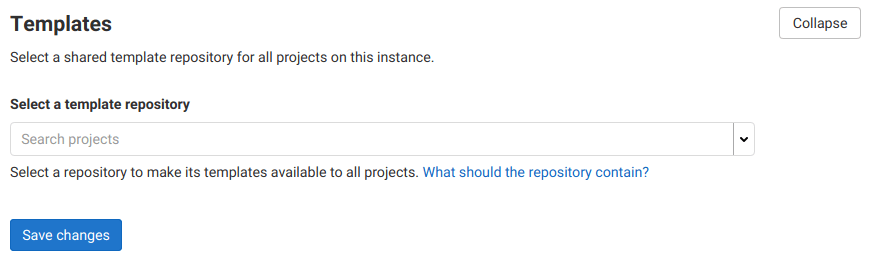 Templates
Collapse
Select a shared template repository for all projects on this instance.
Select a template repository
Search projects
Select a repository to make its templates available to all projects. What should the repository contain?
Save changes